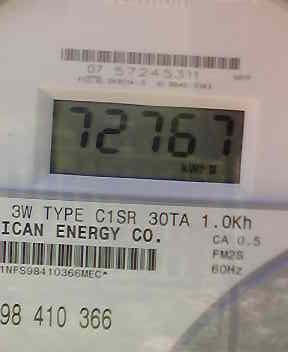 07 57245311
72767
3W TYPE C1SR 30TA 1.0Kh
ICAN ENERGY CO.
CA 0.5
FM2S
60Hz
1NFS98410366MEC*
98 410 366